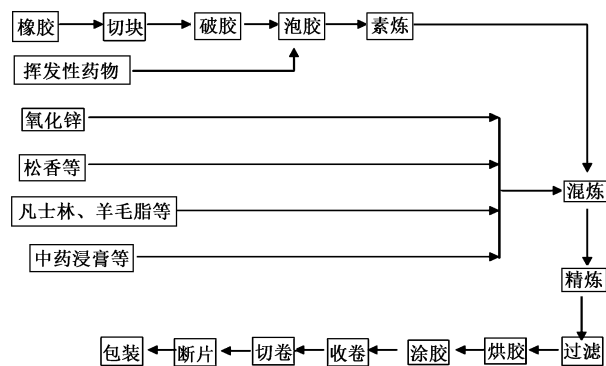 橡胶 切块 破胶 泡胶 素炼
挥发性药物
氧化锌
松香等
混炼
凡士林、羊毛脂等
中药浸膏等
精炼
包装 断片 切卷 收卷 涂胶 烘胶 过滤